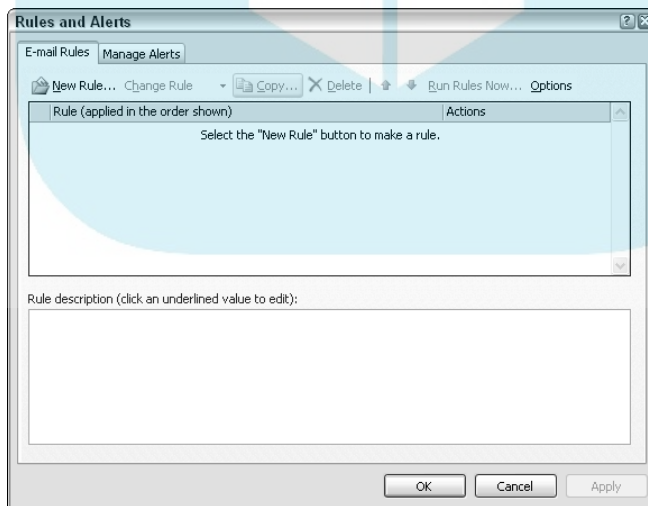 Rules and Alerts
E-mail Rules Manage Alerts
New Rule... Change Rule Copy... Delete Run Rules Now... Options
Rule (applied in the order shown) Actions
Select the "New Rule" button to make a rule.
Rule description (click an underlined value to edit):
OK Cancel Apply